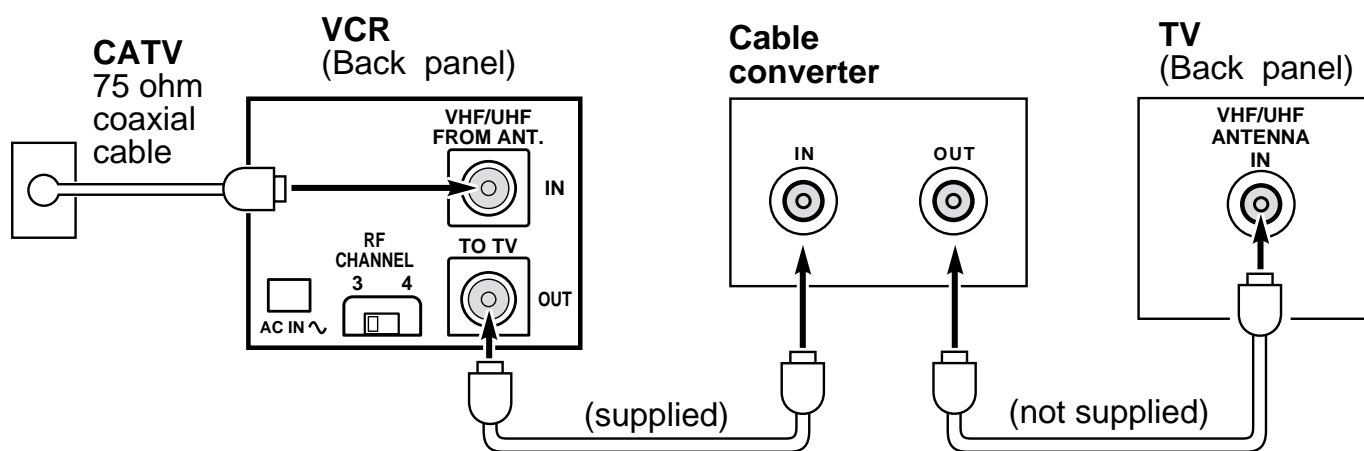 CATV
75 ohm
coaxial
cable
VCR
(Back panel)
VHF/UHF
FROM ANT.
IN
RF
CHANNEL
3 4
TO TV
OUT
AC IN ∿
Cable
converter
IN OUT
TV
(Back panel)
VHF/UHF
ANTENNA
IN
(supplied)
(not supplied)